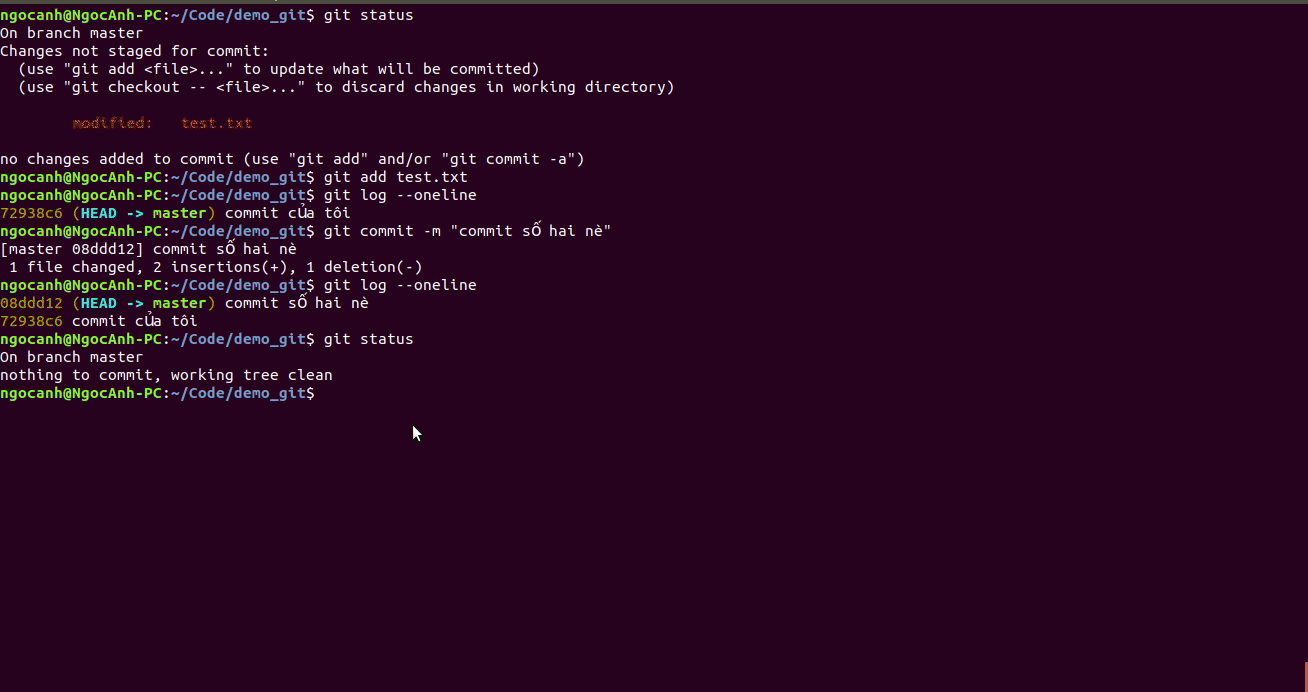 ngocanh@NgocAnh-PC:~/Code/demo_git$ git status
On branch master
Changes not staged for commit:
  (use "git add <file>..." to update what will be committed)
  (use "git checkout -- <file>..." to discard changes in working directory)
        modified:   test.txt
no changes added to commit (use "git add" and/or "git commit -a")
ngocanh@NgocAnh-PC:~/Code/demo_git$ git add test.txt
ngocanh@NgocAnh-PC:~/Code/demo_git$ git log --oneline
72938c6 (HEAD -> master) commit của tôi
ngocanh@NgocAnh-PC:~/Code/demo_git$ git commit -m "commit số hai nè"
[master 08ddd12] commit số hai nè
 1 file changed, 2 insertions(+), 1 deletion(-)
ngocanh@NgocAnh-PC:~/Code/demo_git$ git log --oneline
08ddd12 (HEAD -> master) commit số hai nè
72938c6 commit của tôi
ngocanh@NgocAnh-PC:~/Code/demo_git$ git status
On branch master
nothing to commit, working tree clean
ngocanh@NgocAnh-PC:~/Code/demo_git$